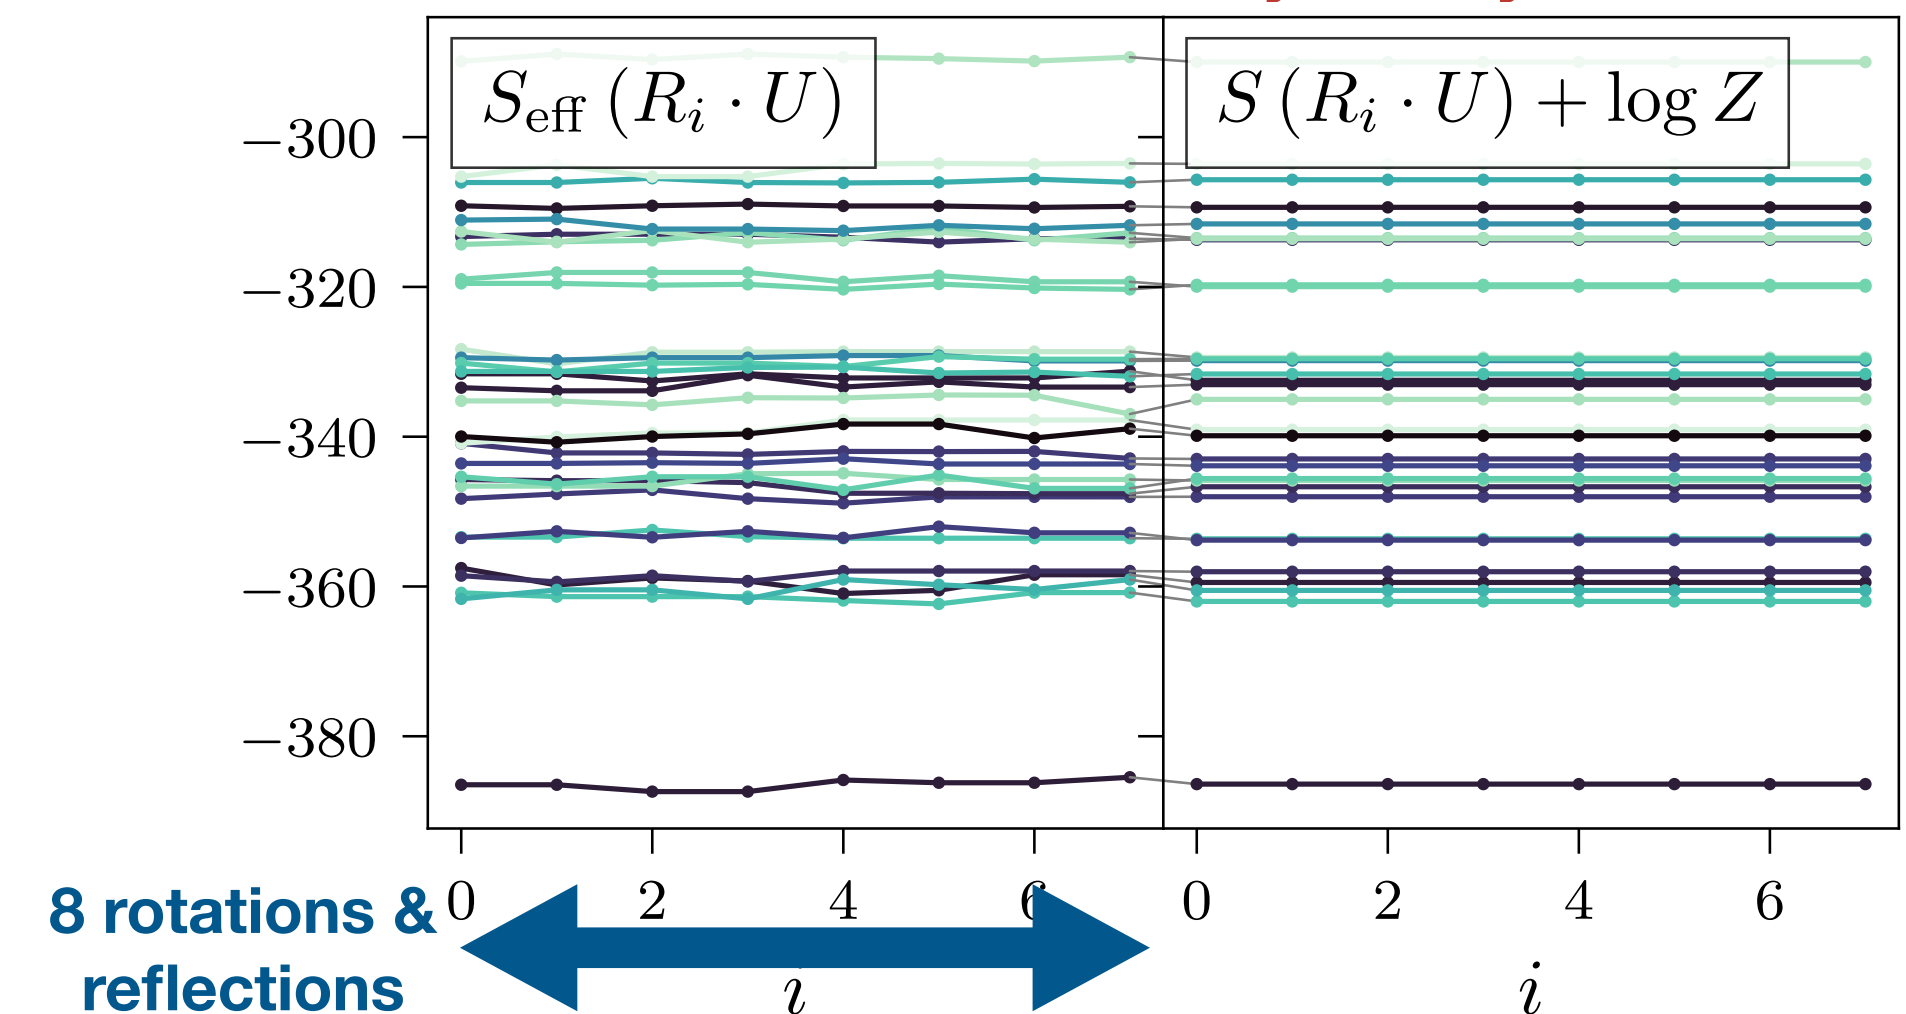 S_eff (R_i · U)
S (R_i · U) + log Z
−300
−320
−340
−360
−380
0 2 4 6 0 2 4 6
8 rotations &
reflections
i i